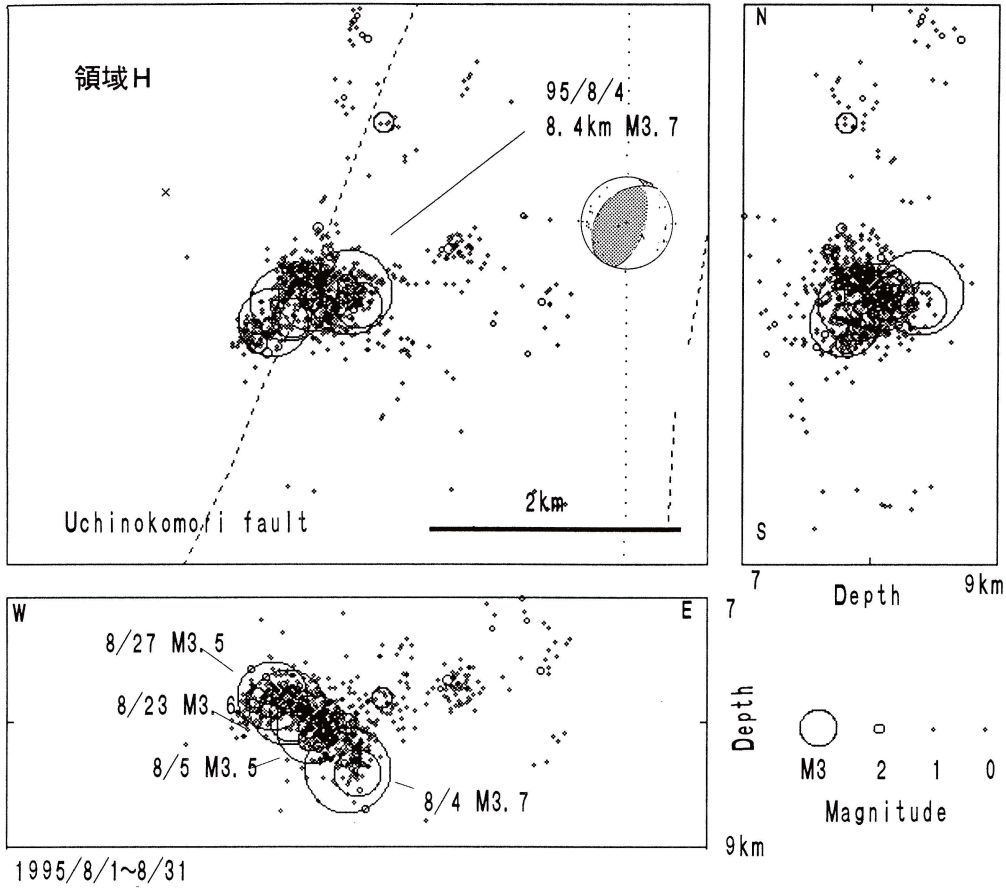 領域H
95/8/4
8.4km M3.7
Uchinokomori fault
2km
N
S
7
9km
Depth
W
E
8/27 M3.5
8/23 M3.6
8/5 M3.5
8/4 M3.7
7
Depth
9km
M3 2 1 0
Magnitude
1995/8/1~8/31